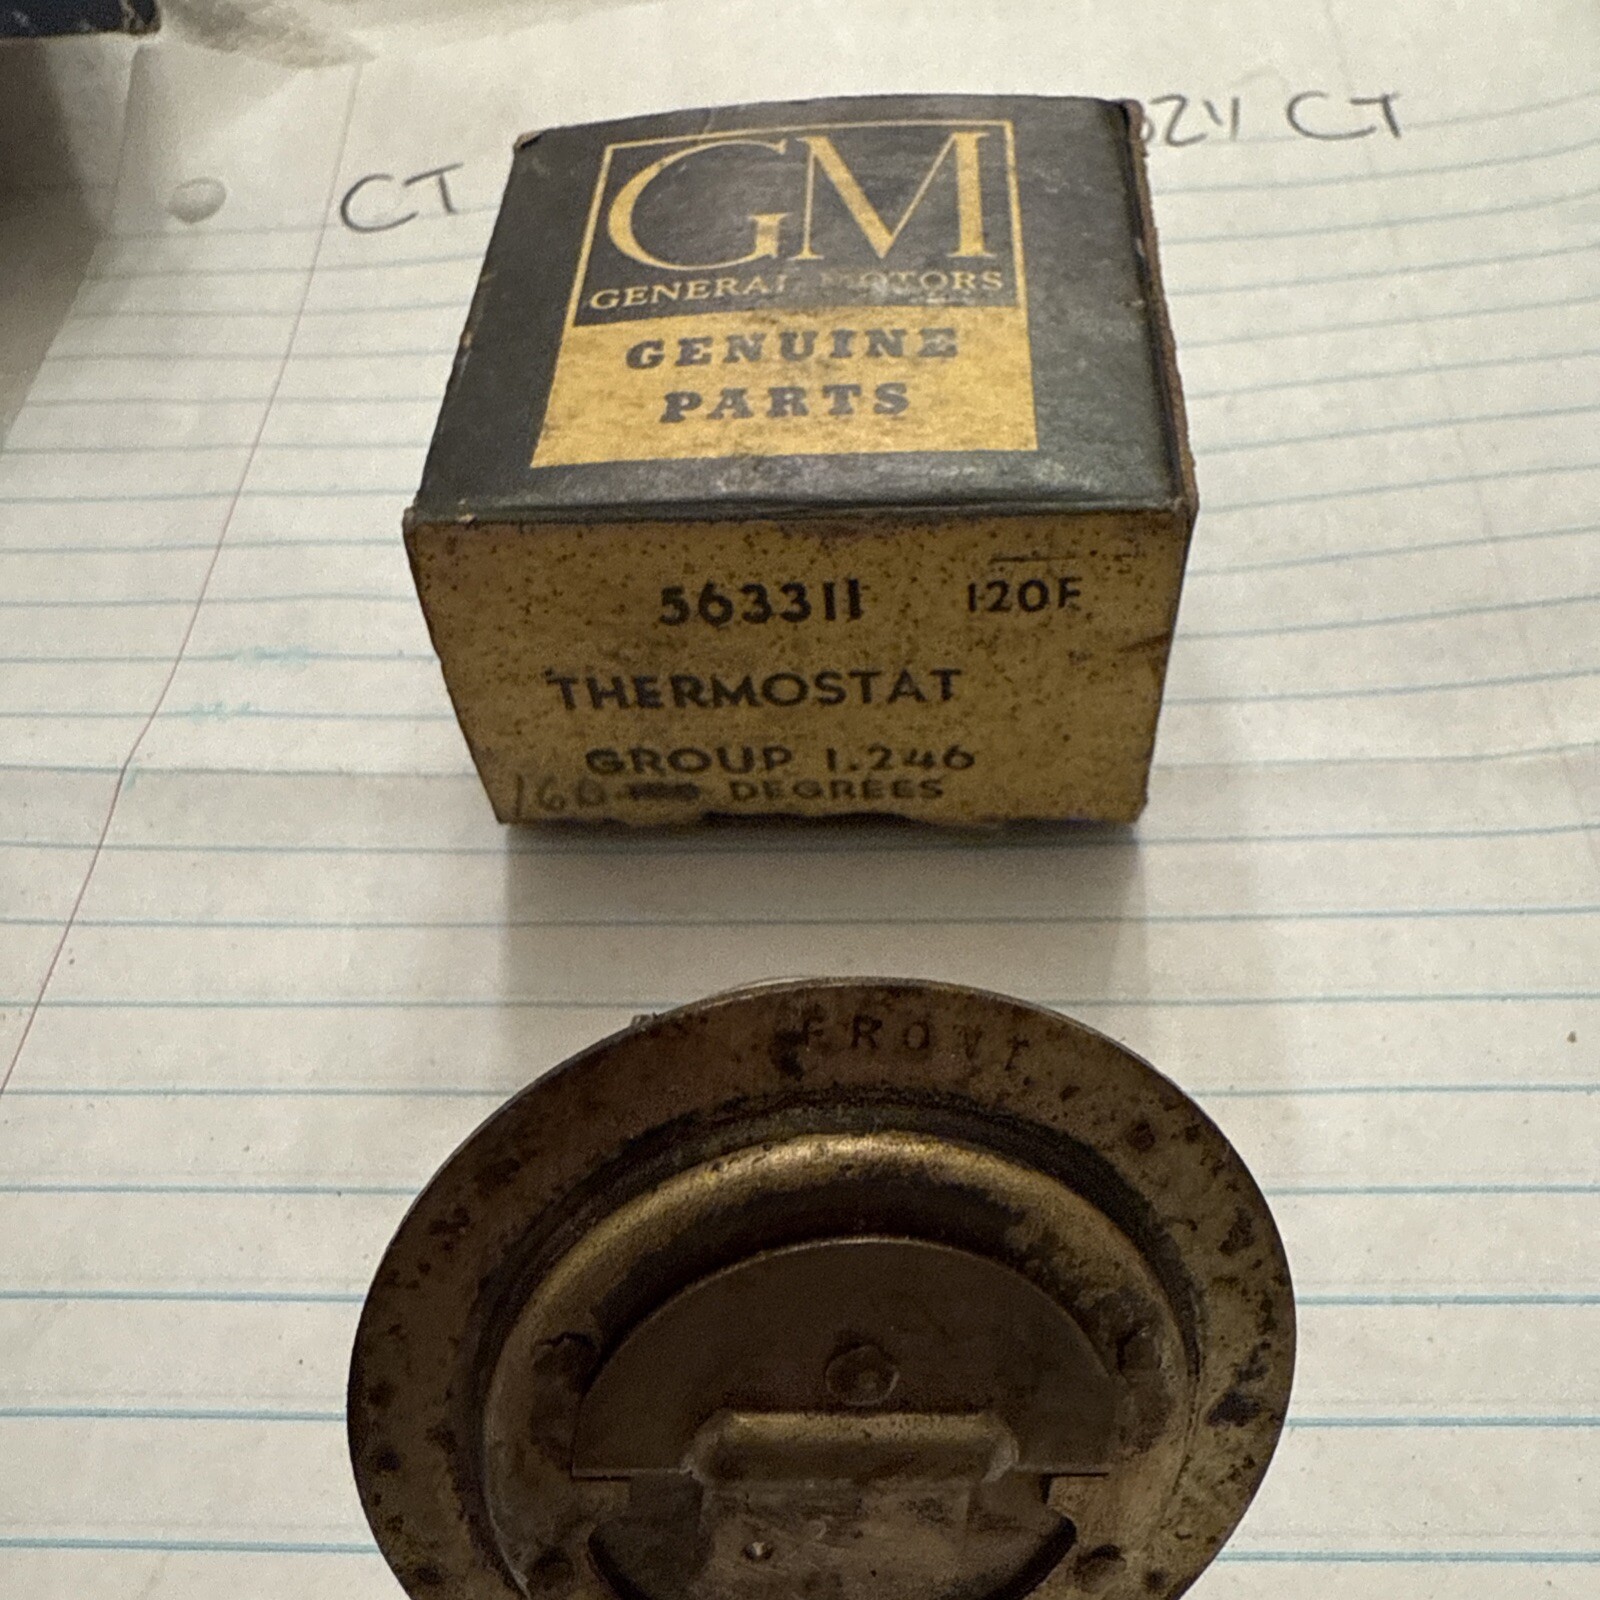 CT
CT
GM
GENERAL MOTORS
GENUINE
PARTS
563311 120F
THERMOSTAT
GROUP 1.246
160 DEGREES
FRONT